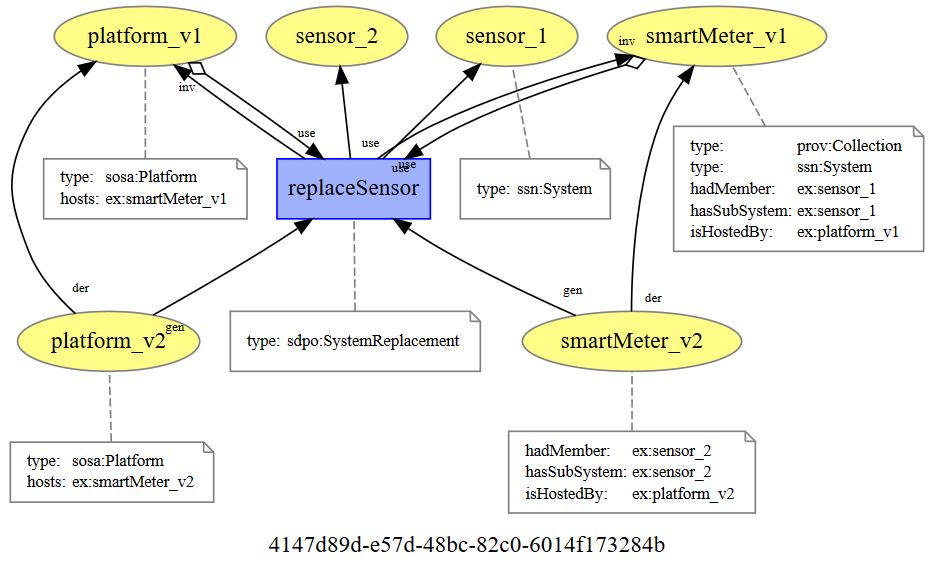 platform_v1
sensor_2
sensor_1
smartMeter_v1
inv
inv
use
use
use
use
type: sosa:Platform
hosts: ex:smartMeter_v1
replaceSensor
type: ssn:System
type: prov:Collection
type: ssn:System
hadMember: ex:sensor_1
hasSubSystem: ex:sensor_1
isHostedBy: ex:platform_v1
der
gen
der
platform_v2
gen
type: sdpo:SystemReplacement
smartMeter_v2
type: sosa:Platform
hosts: ex:smartMeter_v2
hadMember: ex:sensor_2
hasSubSystem: ex:sensor_2
isHostedBy: ex:platform_v2
4147d89d-e57d-48bc-82c0-6014f173284b